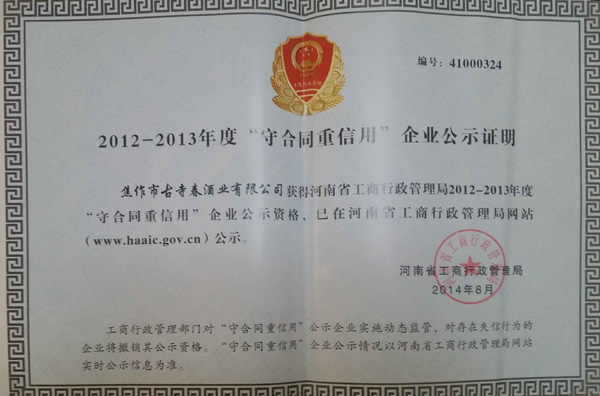 编号：41000324
2012-2013年度“守合同重信用”企业公示证明
焦作市古寺春酒业有限公司获得河南省工商行政管理局2012-2013年度
“守合同重信用”企业公示资格，已在河南省工商行政管理局网站
（www.haaic.gov.cn）公示。
河南省工商行政管理局
2014年8月
工商行政管理部门对“守合同重信用”公示企业实施动态监管，对存在失信行为的
企业将撤销其公示资格。“守合同重信用”企业公示情况以河南省工商行政管理局网站
实时公示信息为准。